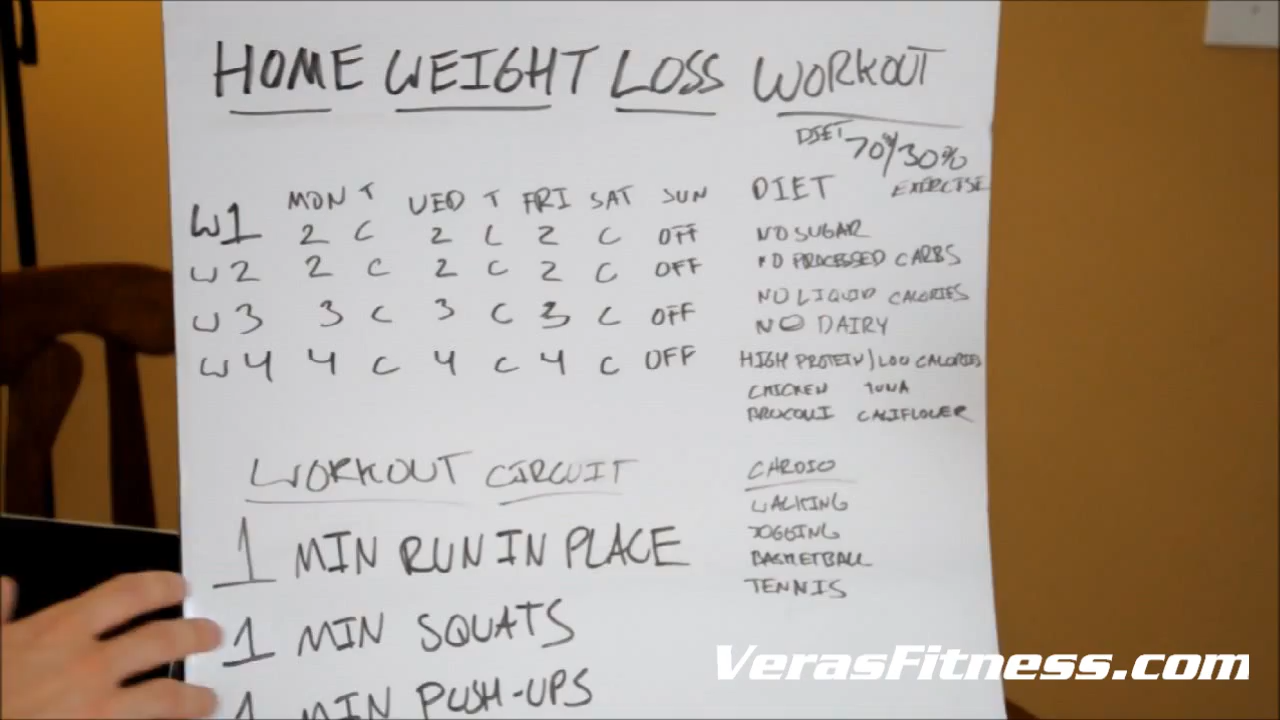 HOME WEIGHT LOSS WORKOUT
DIET 70%/30%
EXERCISE
MON T WED T FRI SAT SUN
W1 2 C 2 C 2 C OFF
W2 2 C 2 C 2 C OFF
W3 3 C 3 C 3 C OFF
W4 4 C 4 C 4 C OFF
DIET
NO SUGAR
NO PROCESSED CARBS
NO LIQUID CALORIES
NO DAIRY
HIGH PROTEIN/LOW CALORIES
CHICKEN TUNA
BROCOLLI CALIFLOWER
WORKOUT CIRCUIT
1 MIN RUN IN PLACE
1 MIN SQUATS
1 MIN PUSH-UPS
CARDIO
WALKING
JOGGING
BASKETBALL
TENNIS
VerasFitness.com